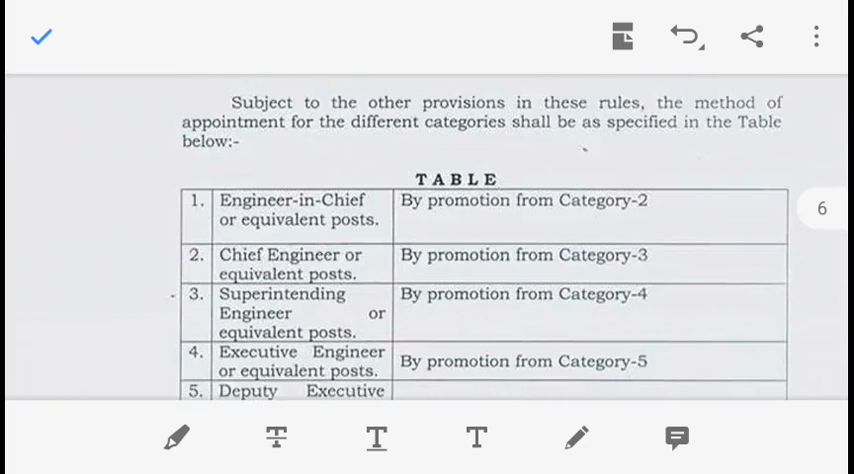 Subject to the other provisions in these rules, the method of
appointment for the different categories shall be as specified in the Table
below:-
TABLE
1. Engineer-in-Chief By promotion from Category-2
or equivalent posts.
2. Chief Engineer or By promotion from Category-3
equivalent posts.
3. Superintending By promotion from Category-4
Engineer or
equivalent posts.
4. Executive Engineer
or equivalent posts. By promotion from Category-5
5. Deputy Executive
6